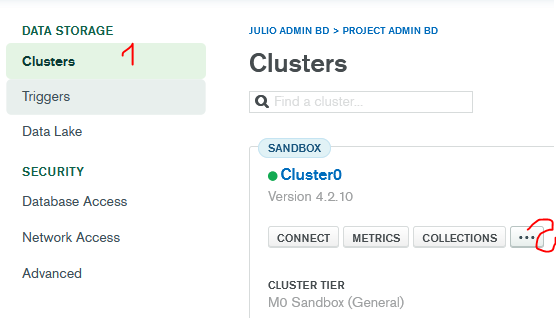 DATA STORAGE
Clusters
1
Triggers
Data Lake
SECURITY
Database Access
Network Access
Advanced
JULIO ADMIN BD > PROJECT ADMIN BD
Clusters
Find a cluster...
SANDBOX
Cluster0
Version 4.2.10
CONNECT METRICS COLLECTIONS ... 2
CLUSTER TIER
M0 Sandbox (General)